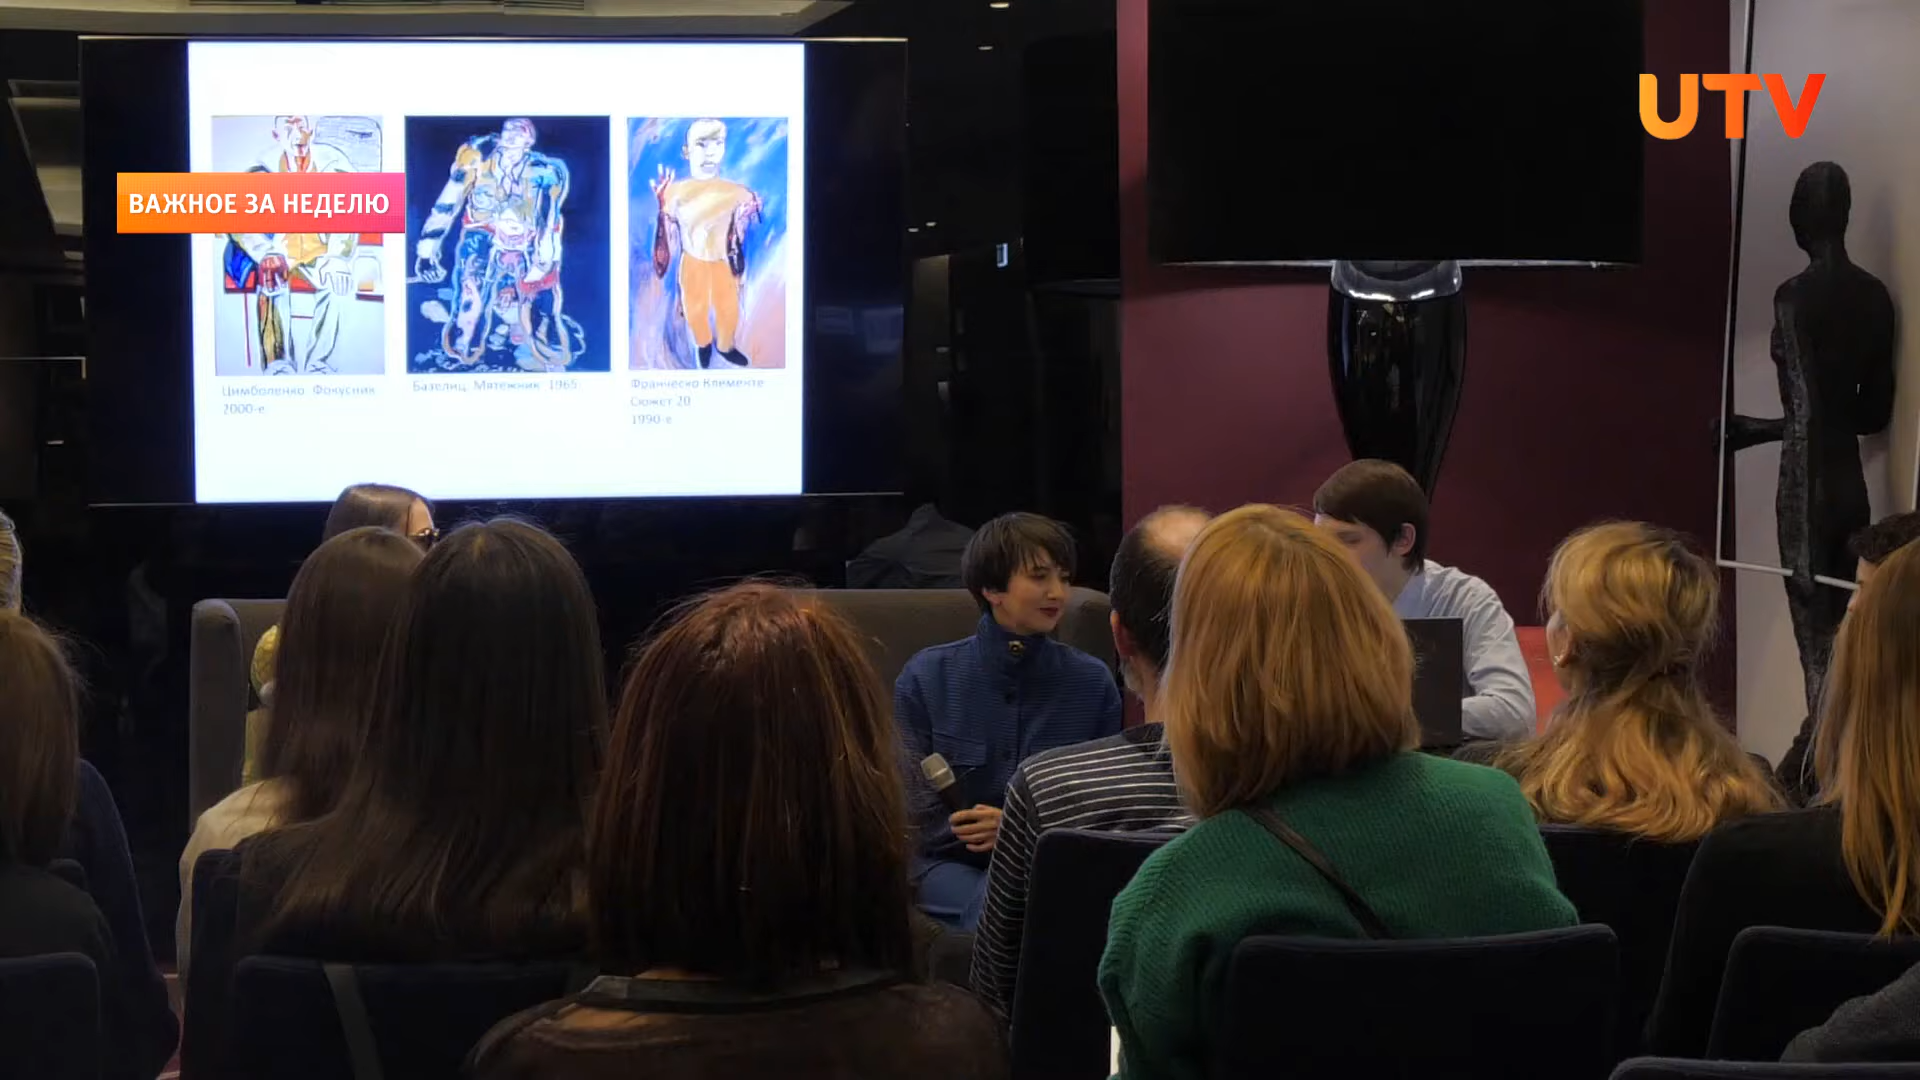 UTV
ВАЖНОЕ ЗА НЕДЕЛЮ
Цимболенко Фокусник
2000-е
Базелиц. Мятежник 1965
Франческо Клементе
Сюжет 20
1990-е